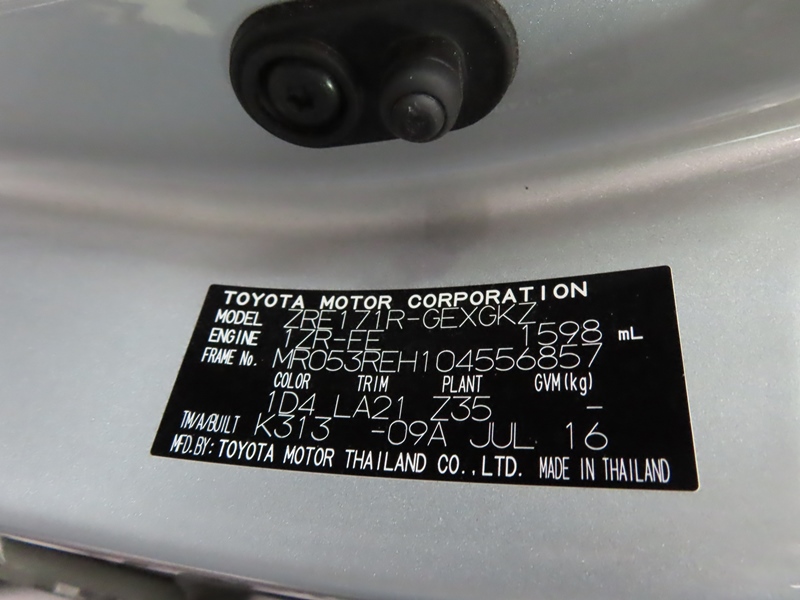 TOYOTA MOTOR CORPORATION
MODEL ZRE171R-GEXGKZ
ENGINE 1ZR-FE 1598 mL
FRAME No. MR053REH104556857
COLOR TRIM PLANT GVM(kg)
1D4 LA21 Z35 –
TM/A/BUILT K313 -09A JUL 16
MFD.BY: TOYOTA MOTOR THAILAND CO.,LTD. MADE IN THAILAND